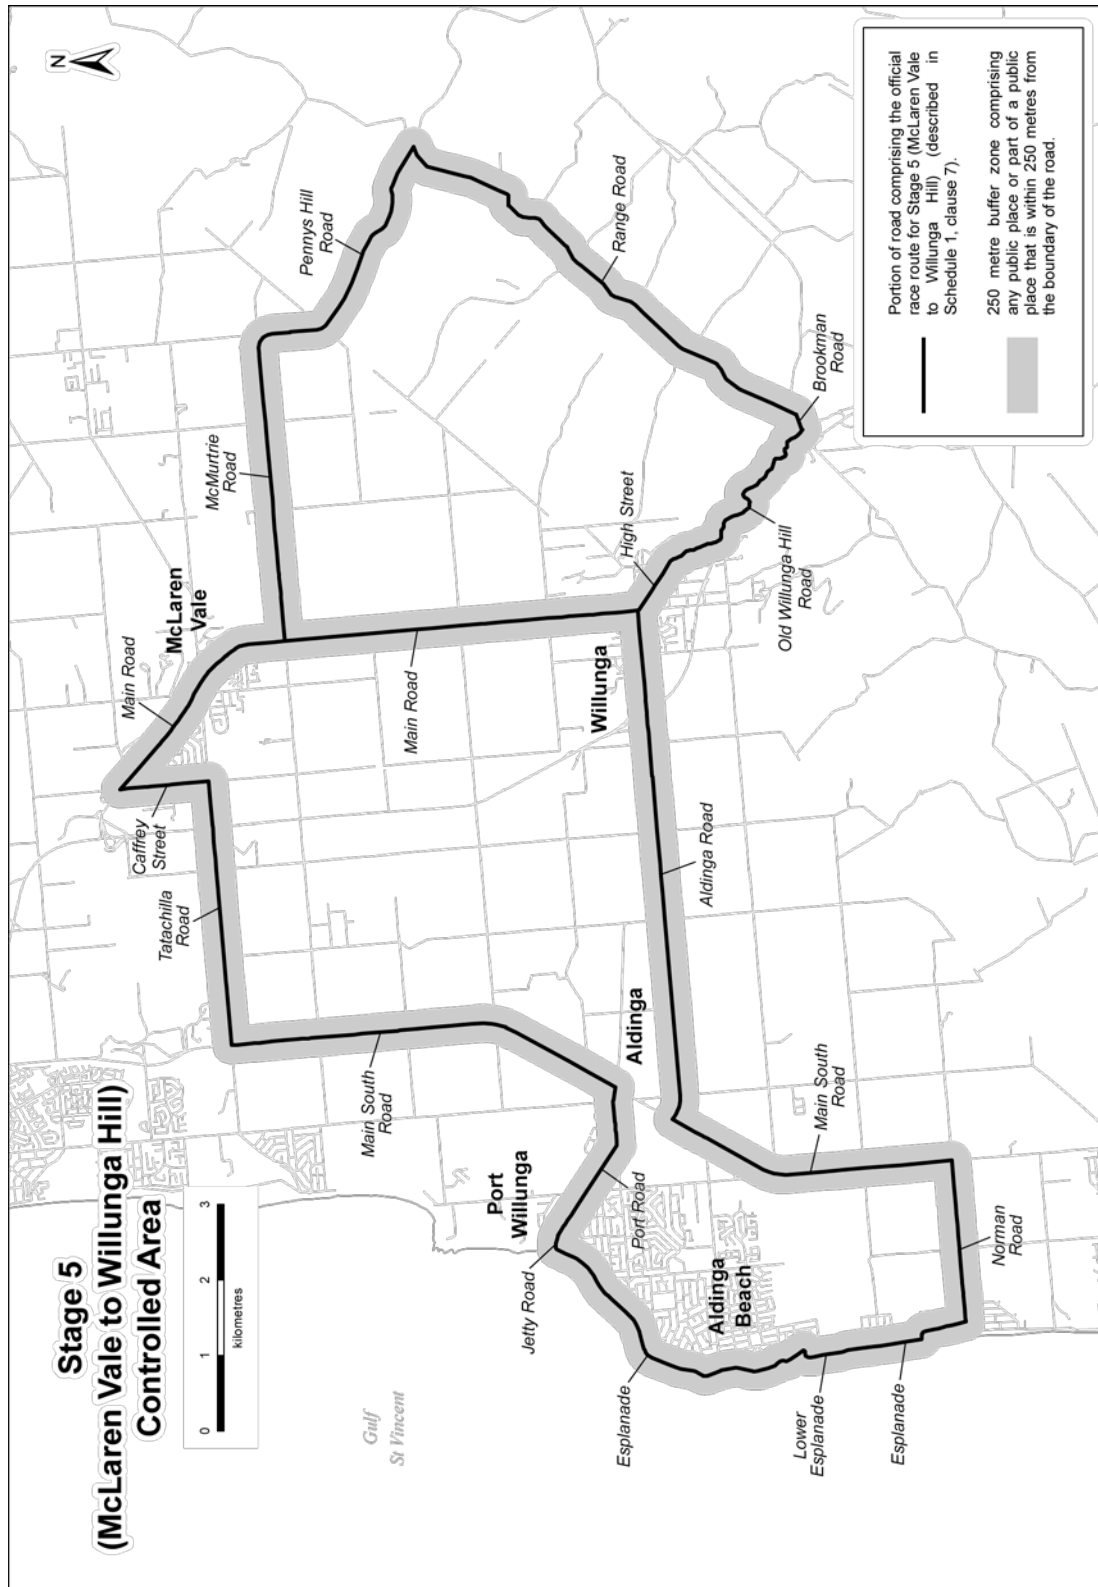 Stage 5
(McLaren Vale to Willunga Hill)
Controlled Area
0 1 2 3
kilometres
Gulf
St Vincent
N
Main Road
McLaren
Vale
Caffrey
Street
Tatachilla
Road
McMurtrie
Road
Pennys Hill
Road
Main South
Road
Main Road
Range Road
Port
Willunga
Jetty Road
Port Road
Esplanade
Aldinga
Willunga
High Street
Aldinga Road
Aldinga
Beach
Main South
Road
Old Willunga Hill
Road
Brookman
Road
Lower
Esplanade
Esplanade
Norman
Road
Portion of road comprising the official
race route for Stage 5 (McLaren Vale
to Willunga Hill) (described in
Schedule 1, clause 7).
250 metre buffer zone comprising
any public place or part of a public
place that is within 250 metres from
the boundary of the road.